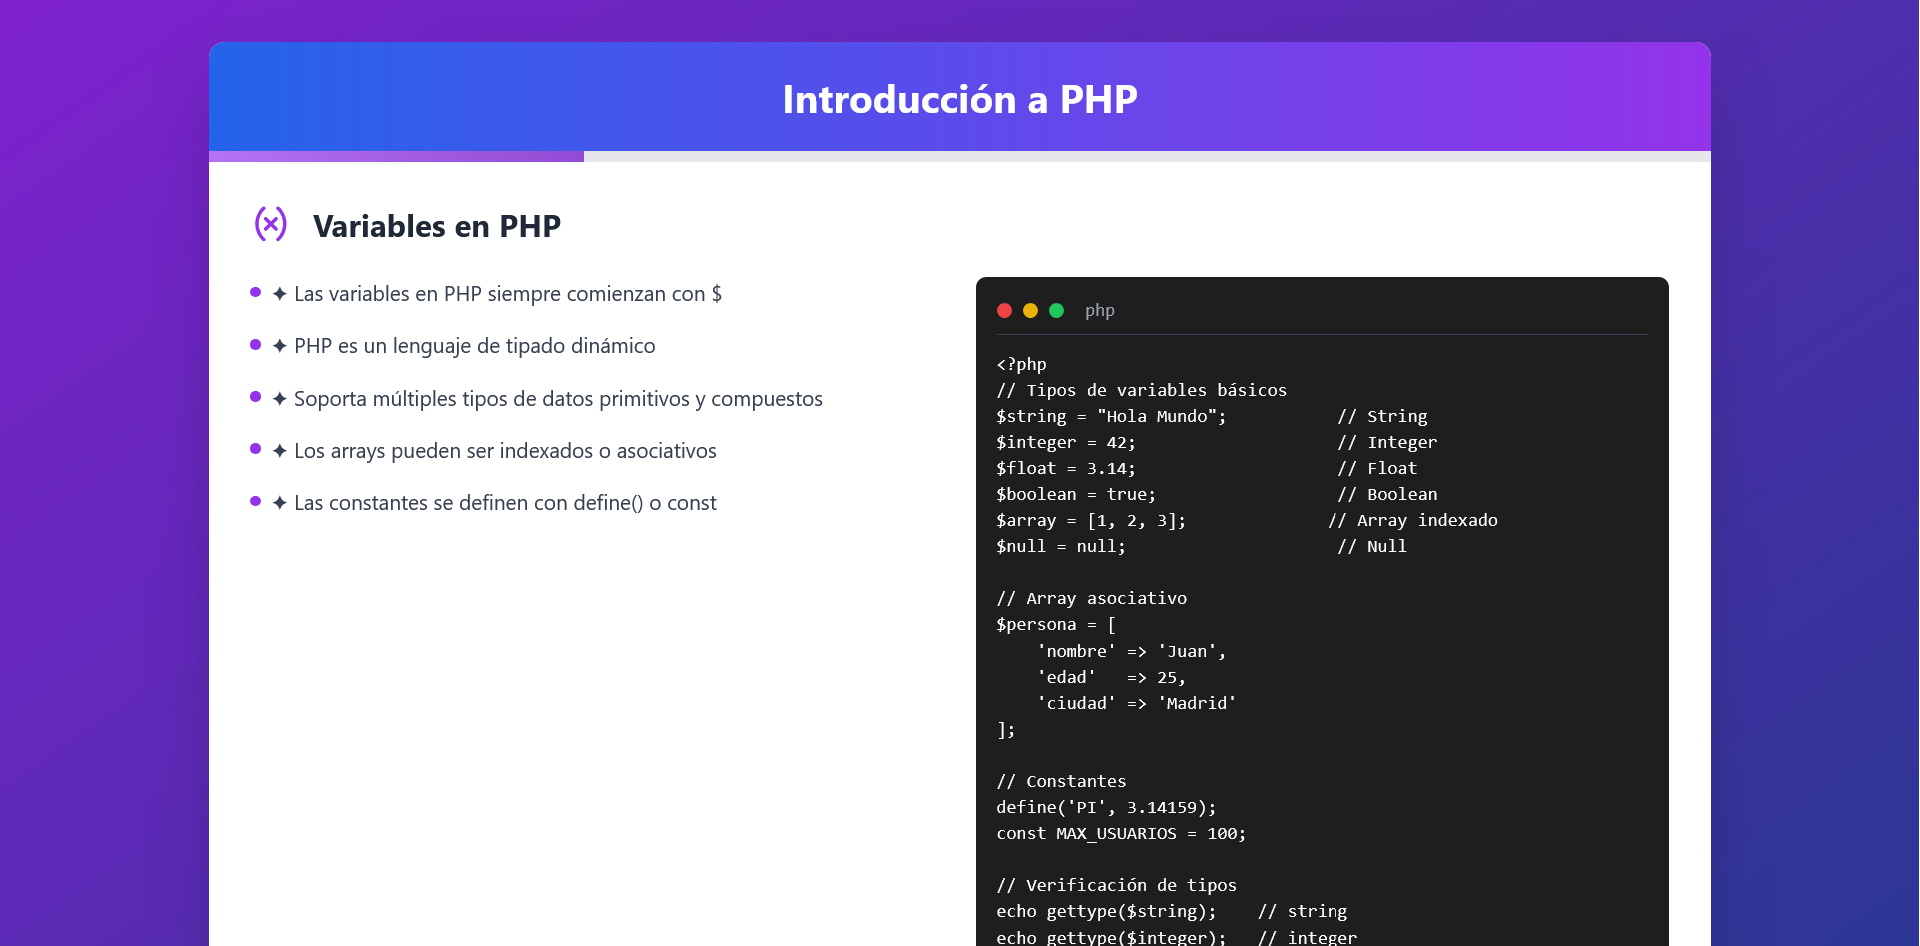 Introducción a PHP
Variables en PHP
✦ Las variables en PHP siempre comienzan con $
✦ PHP es un lenguaje de tipado dinámico
✦ Soporta múltiples tipos de datos primitivos y compuestos
✦ Los arrays pueden ser indexados o asociativos
✦ Las constantes se definen con define() o const
php
<?php
// Tipos de variables básicos
$string = "Hola Mundo";           // String
$integer = 42;                    // Integer
$float = 3.14;                    // Float
$boolean = true;                  // Boolean
$array = [1, 2, 3];              // Array indexado
$null = null;                     // Null
// Array asociativo
$persona = [
    'nombre' => 'Juan',
    'edad'   => 25,
    'ciudad' => 'Madrid'
];
// Constantes
define('PI', 3.14159);
const MAX_USUARIOS = 100;
// Verificación de tipos
echo gettype($string);    // string
echo gettype($integer);   // integer